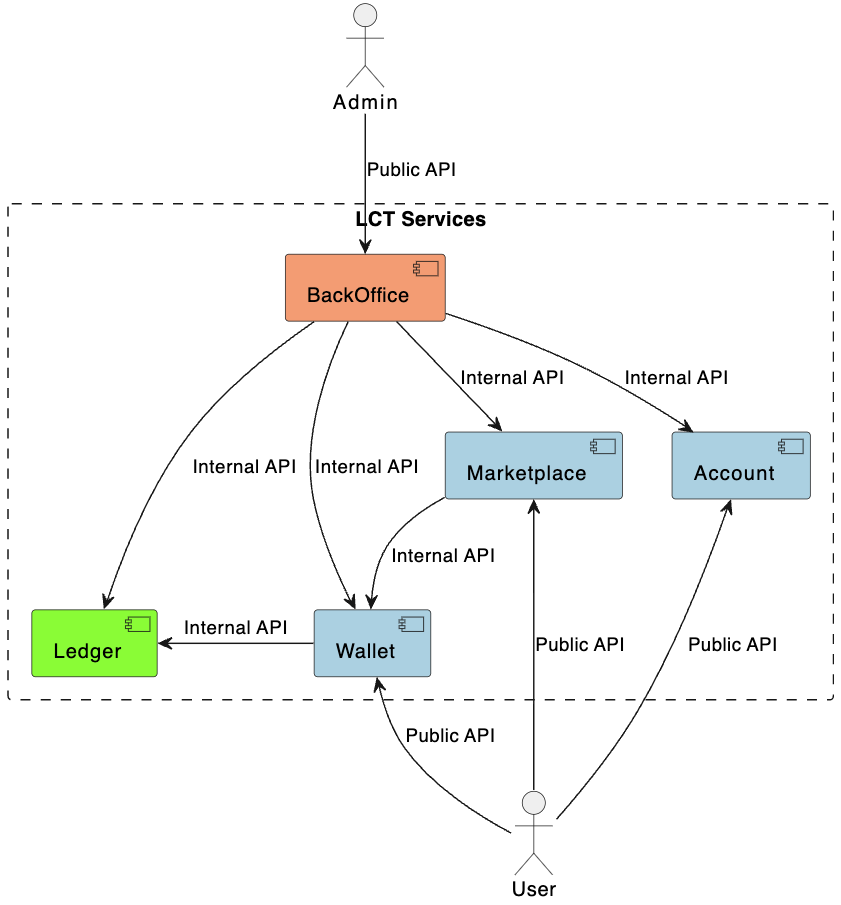 Admin
Public API
LCT Services
BackOffice
Internal API
Internal API
Internal API
Internal API
Marketplace
Account
Internal API
Internal API
Ledger
Wallet
Public API
Public API
Public API
User